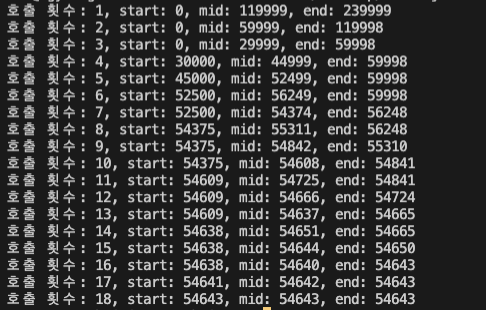 호출 횟수: 1, start: 0, mid: 119999, end: 239999
호출 횟수: 2, start: 0, mid: 59999, end: 119998
호출 횟수: 3, start: 0, mid: 29999, end: 59998
호출 횟수: 4, start: 30000, mid: 44999, end: 59998
호출 횟수: 5, start: 45000, mid: 52499, end: 59998
호출 횟수: 6, start: 52500, mid: 56249, end: 59998
호출 횟수: 7, start: 52500, mid: 54374, end: 56248
호출 횟수: 8, start: 54375, mid: 55311, end: 56248
호출 횟수: 9, start: 54375, mid: 54842, end: 55310
호출 횟수: 10, start: 54375, mid: 54608, end: 54841
호출 횟수: 11, start: 54609, mid: 54725, end: 54841
호출 횟수: 12, start: 54609, mid: 54666, end: 54724
호출 횟수: 13, start: 54609, mid: 54637, end: 54665
호출 횟수: 14, start: 54638, mid: 54651, end: 54665
호출 횟수: 15, start: 54638, mid: 54644, end: 54650
호출 횟수: 16, start: 54638, mid: 54640, end: 54643
호출 횟수: 17, start: 54641, mid: 54642, end: 54643
호출 횟수: 18, start: 54643, mid: 54643, end: 54643